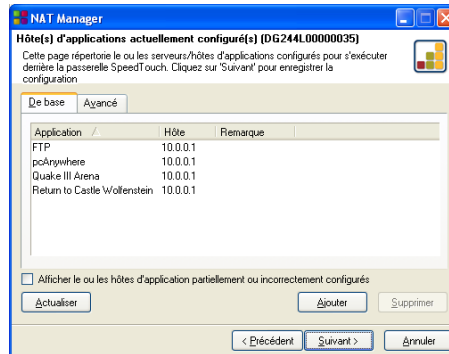 NAT Manager
Hôte(s) d'applications actuellement configuré(s) (DG244L00000035)
Cette page répertorie le ou les serveurs/hôtes d'applications configurés pour s'exécuter
derrière la passerelle SpeedTouch. Cliquez sur 'Suivant' pour enregistrer la
configuration
De base Avancé
Application Hôte Remarque
FTP 10.0.0.1
pcAnywhere 10.0.0.1
Quake III Arena 10.0.0.1
Return to Castle Wolfenstein 10.0.0.1
Afficher le ou les hôtes d'application partiellement ou incorrectement configurés
Actualiser Ajouter Supprimer
< Précédent Suivant > Annuler